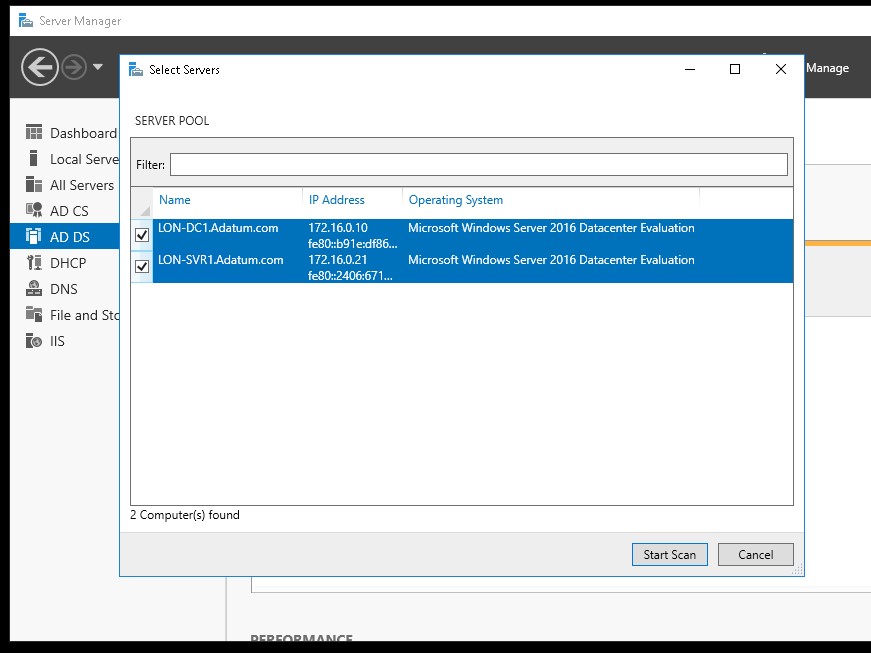 Server Manager
Manage
Select Servers
SERVER POOL
Filter:
Name IP Address Operating System
LON-DC1.Adatum.com 172.16.0.10 Microsoft Windows Server 2016 Datacenter Evaluation
fe80::b91e:df86...
LON-SVR1.Adatum.com 172.16.0.21 Microsoft Windows Server 2016 Datacenter Evaluation
fe80::2406:671...
2 Computer(s) found
Start Scan Cancel
Dashboard
Local Serve
All Servers
AD CS
AD DS
DHCP
DNS
File and Sto
IIS
PERFORMANCE